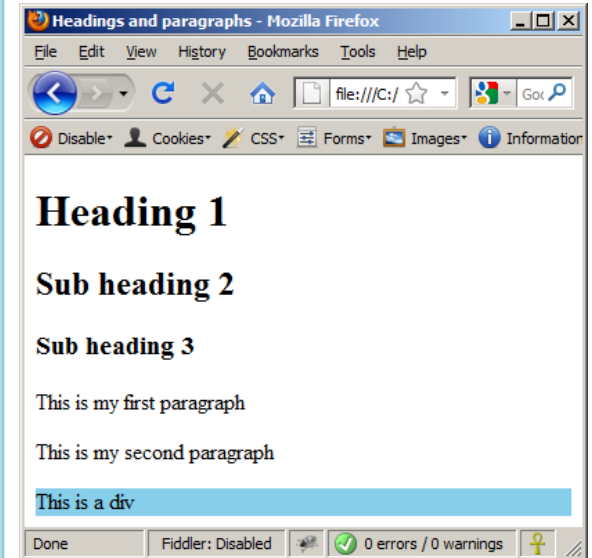 Headings and paragraphs - Mozilla Firefox
File Edit View History Bookmarks Tools Help
file:///C:/
Disable Cookies CSS Forms Images Information
Heading 1
Sub heading 2
Sub heading 3
This is my first paragraph
This is my second paragraph
This is a div
Done Fiddler: Disabled 0 errors / 0 warnings